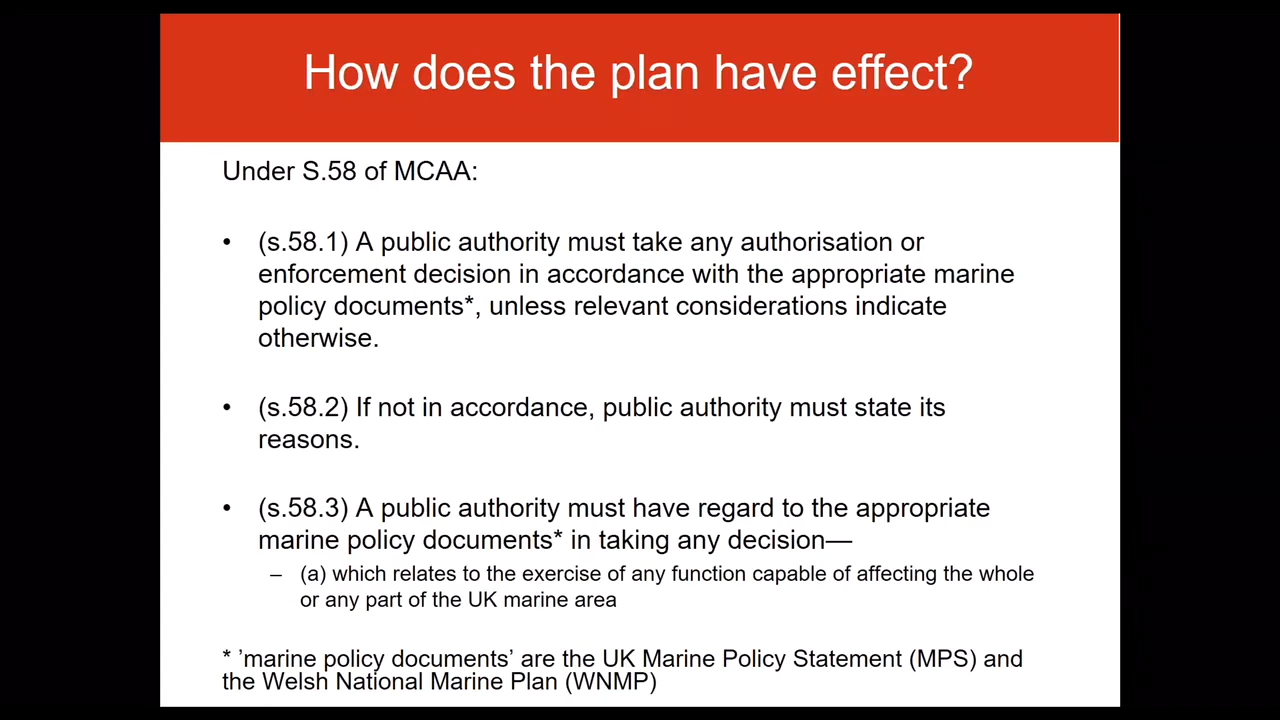 How does the plan have effect?
Under S.58 of MCAA:
• (s.58.1) A public authority must take any authorisation or
enforcement decision in accordance with the appropriate marine
policy documents*, unless relevant considerations indicate
otherwise.
• (s.58.2) If not in accordance, public authority must state its
reasons.
• (s.58.3) A public authority must have regard to the appropriate
marine policy documents* in taking any decision—
– (a) which relates to the exercise of any function capable of affecting the whole
or any part of the UK marine area
* ’marine policy documents’ are the UK Marine Policy Statement (MPS) and
the Welsh National Marine Plan (WNMP)